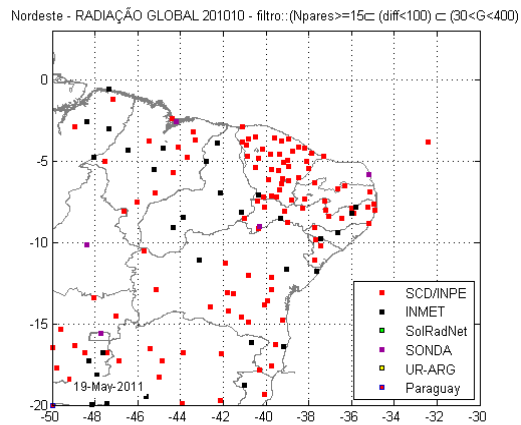 Nordeste - RADIAÇÃO GLOBAL 201010 - filtro::(Npares>=15⊂ (diff<100) ⊂ (30<G<400)
0
-5
-10
-15
-20
SCD/INPE
INMET
SolRadNet
SONDA
UR-ARG
Paraguay
19-May-2011
-50 -48 -46 -44 -42 -40 -38 -36 -34 -32 -30